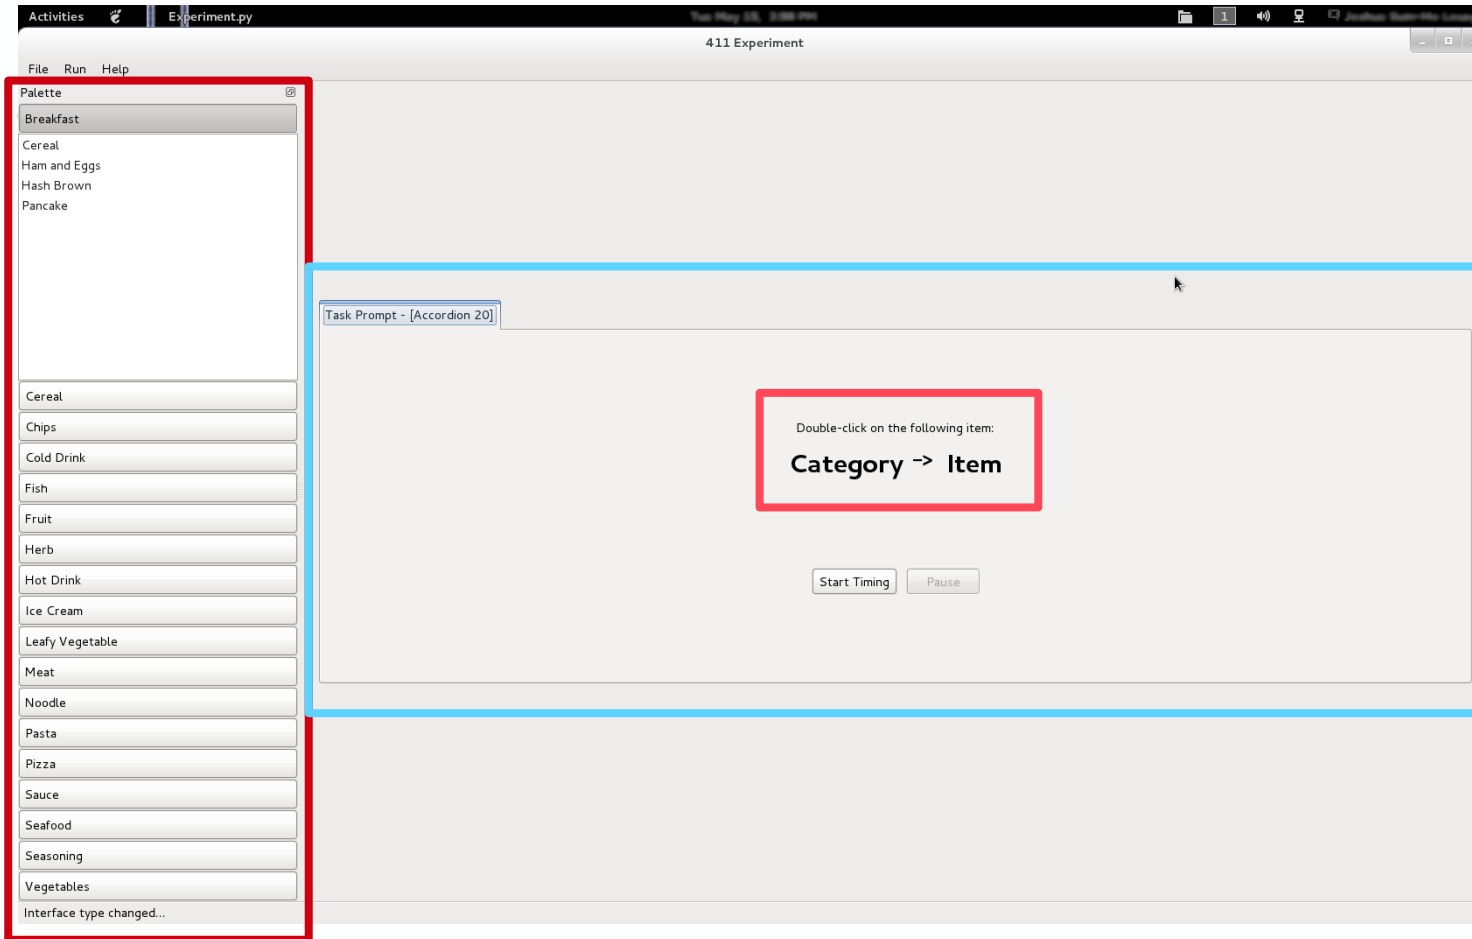 Activities Experiment.py 1
411 Experiment
File Run Help
Palette
Breakfast
Cereal
Ham and Eggs
Hash Brown
Pancake
Cereal
Chips
Cold Drink
Fish
Fruit
Herb
Hot Drink
Ice Cream
Leafy Vegetable
Meat
Noodle
Pasta
Pizza
Sauce
Seafood
Seasoning
Vegetables
Interface type changed...
Task Prompt - [Accordion 20]
Double-click on the following item:
Category -> Item
Start Timing Pause